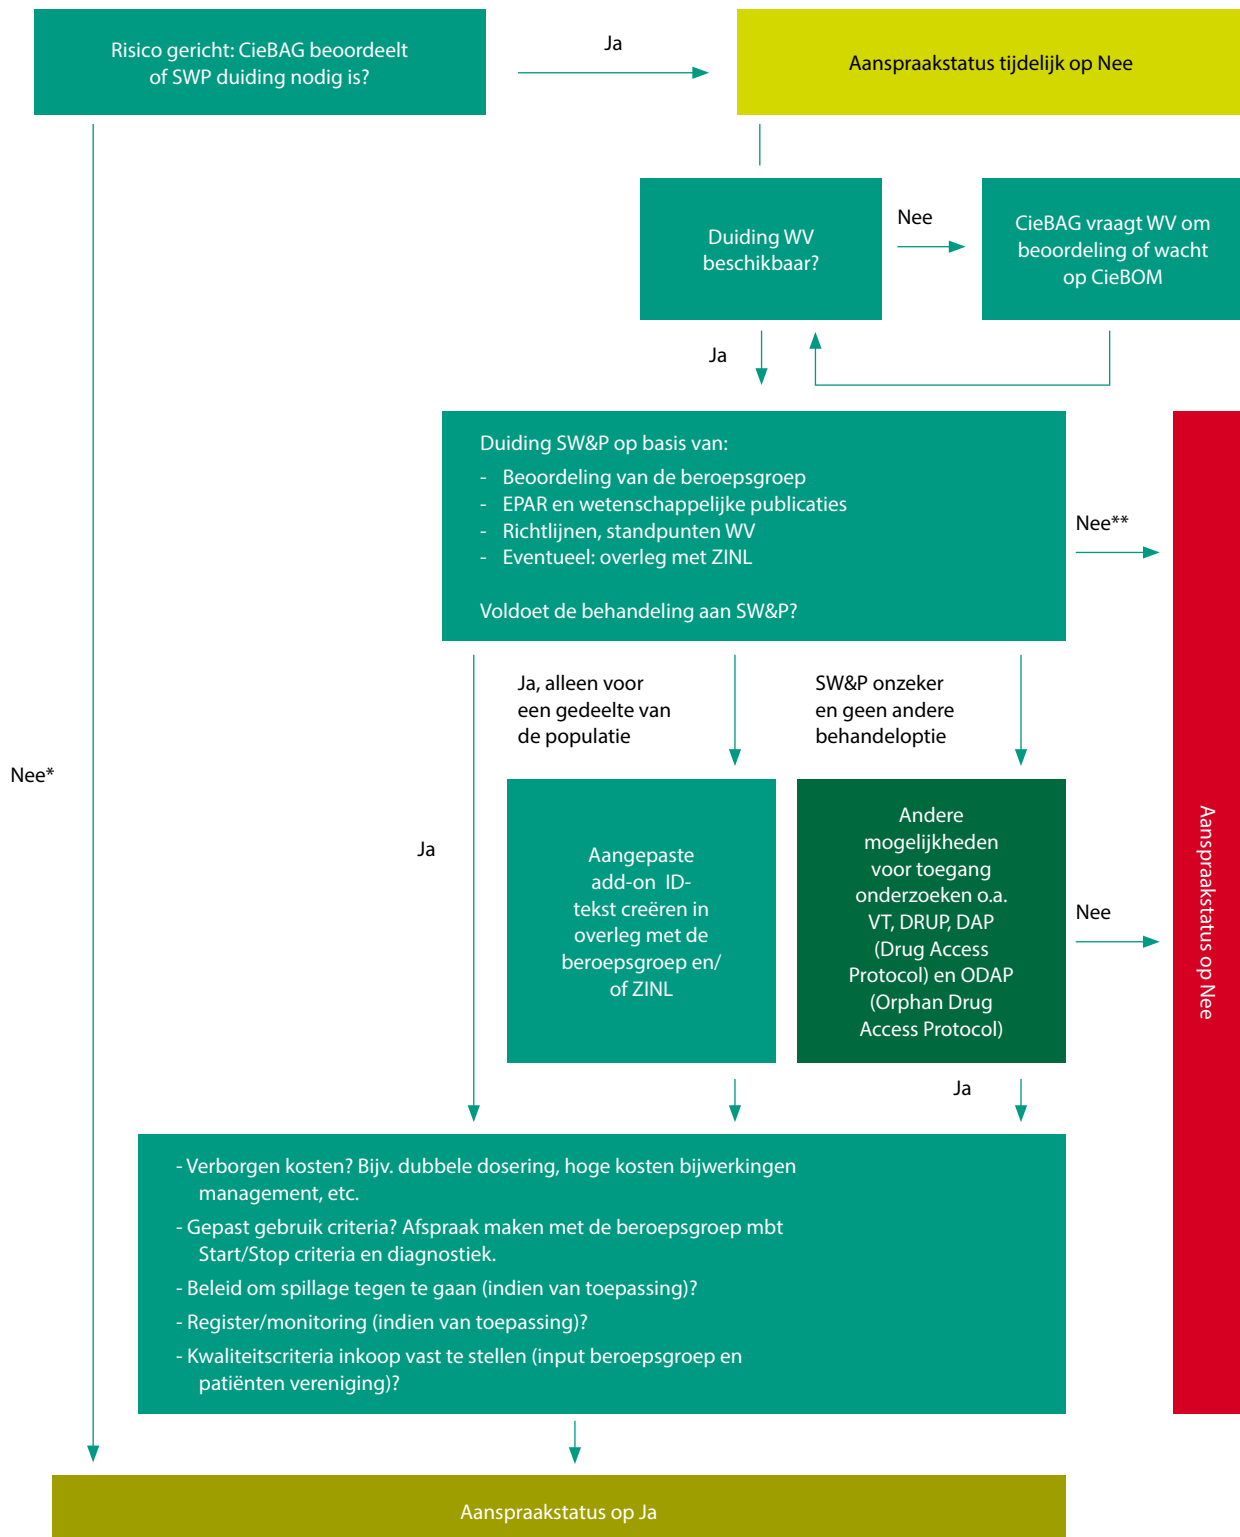 Risico gericht: CieBAG beoordeelt
of SWP duiding nodig is?
Ja
Aanspraakstatus tijdelijk op Nee
Duiding WV
beschikbaar?
Nee
CieBAG vraagt WV om
beoordeling of wacht
op CieBOM
Ja
Duiding SW&P op basis van:
- Beoordeling van de beroepsgroep
- EPAR en wetenschappelijke publicaties
- Richtlijnen, standpunten WV
- Eventueel: overleg met ZINL
Voldoet de behandeling aan SW&P?
Nee**
Ja, alleen voor
een gedeelte van
de populatie
SW&P onzeker
en geen andere
behandeloptie
Nee*
Ja
Aangepaste
add-on ID-
tekst creëren in
overleg met de
beroepsgroep en/
of ZINL
Andere
mogelijkheden
voor toegang
onderzoeken o.a.
VT, DRUP, DAP
(Drug Access
Protocol) en ODAP
(Orphan Drug
Access Protocol)
Nee
Aanspraakstatus op Nee
Ja
- Verborgen kosten? Bijv. dubbele dosering, hoge kosten bijwerkingen
management, etc.
- Gepast gebruik criteria? Afspraak maken met de beroepsgroep mbt
Start/Stop criteria en diagnostiek.
- Beleid om spillage tegen te gaan (indien van toepassing)?
- Register/monitoring (indien van toepassing)?
- Kwaliteitscriteria inkoop vast te stellen (input beroepsgroep en
patiënten vereniging)?
Aanspraakstatus op Ja